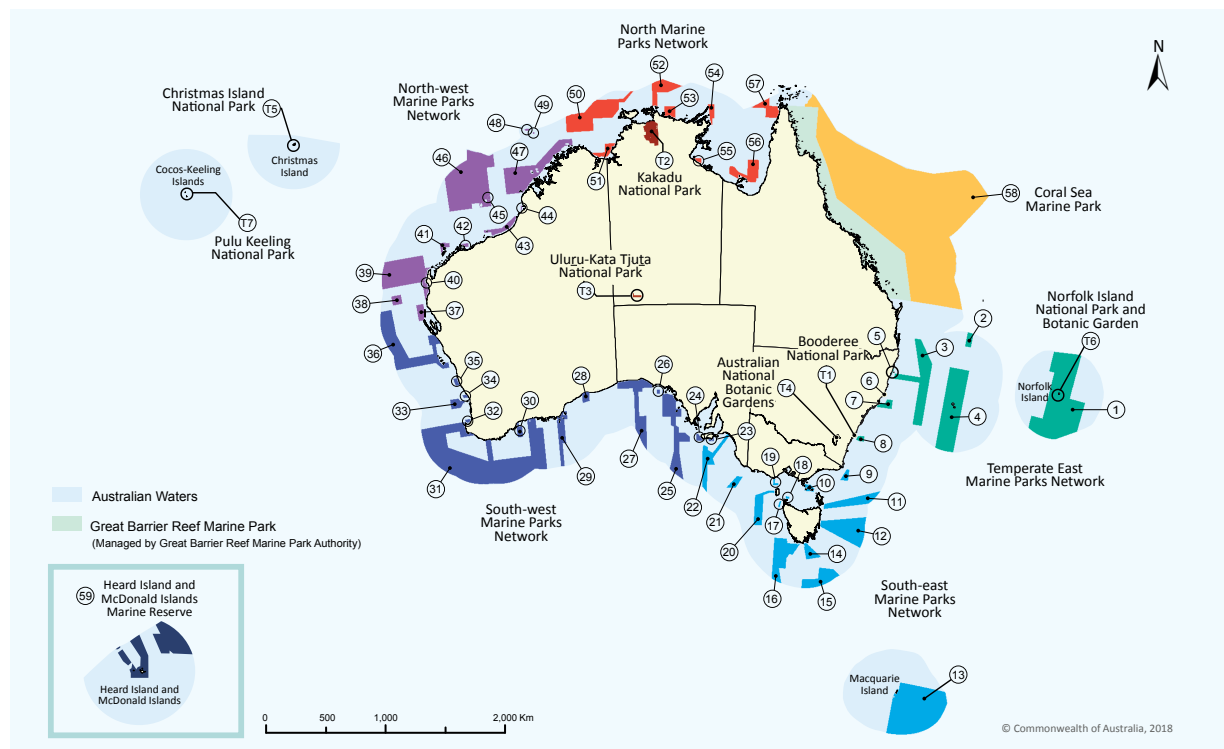 North Marine
Parks Network
52
54
57
53
50
49
48
North-west
Marine Parks
Network
Christmas Island
National Park
T5
Christmas
Island
Cocos-Keeling
Islands
T7
Pulu Keeling
National Park
N
46
47
51
T2
Kakadu
National Park
55
56
58
Coral Sea
Marine Park
45
44
43
42
41
39
40
38
37
36
Uluru-Kata Tjuta
National Park
T3
Norfolk Island
National Park and
Botanic Garden
T6
Norfolk
Island
1
2
3
4
5
Booderee
National Park
T1
Australian
National
Botanic
Gardens
T4
6
7
8
Temperate East
Marine Parks Network
35
34
33
32
30
28
26
24
23
31
29
27
25
22
21
19
18
10
9
11
12
17
20
14
16
15
South-west
Marine Parks
Network
South-east
Marine Parks
Network
Macquarie
Island
13
Australian Waters
Great Barrier Reef Marine Park
(Managed by Great Barrier Reef Marine Park Authority)
59
Heard Island and
McDonald Islands
Marine Reserve
Heard Island and
McDonald Islands
0 500 1,000 2,000 Km
© Commonwealth of Australia, 2018